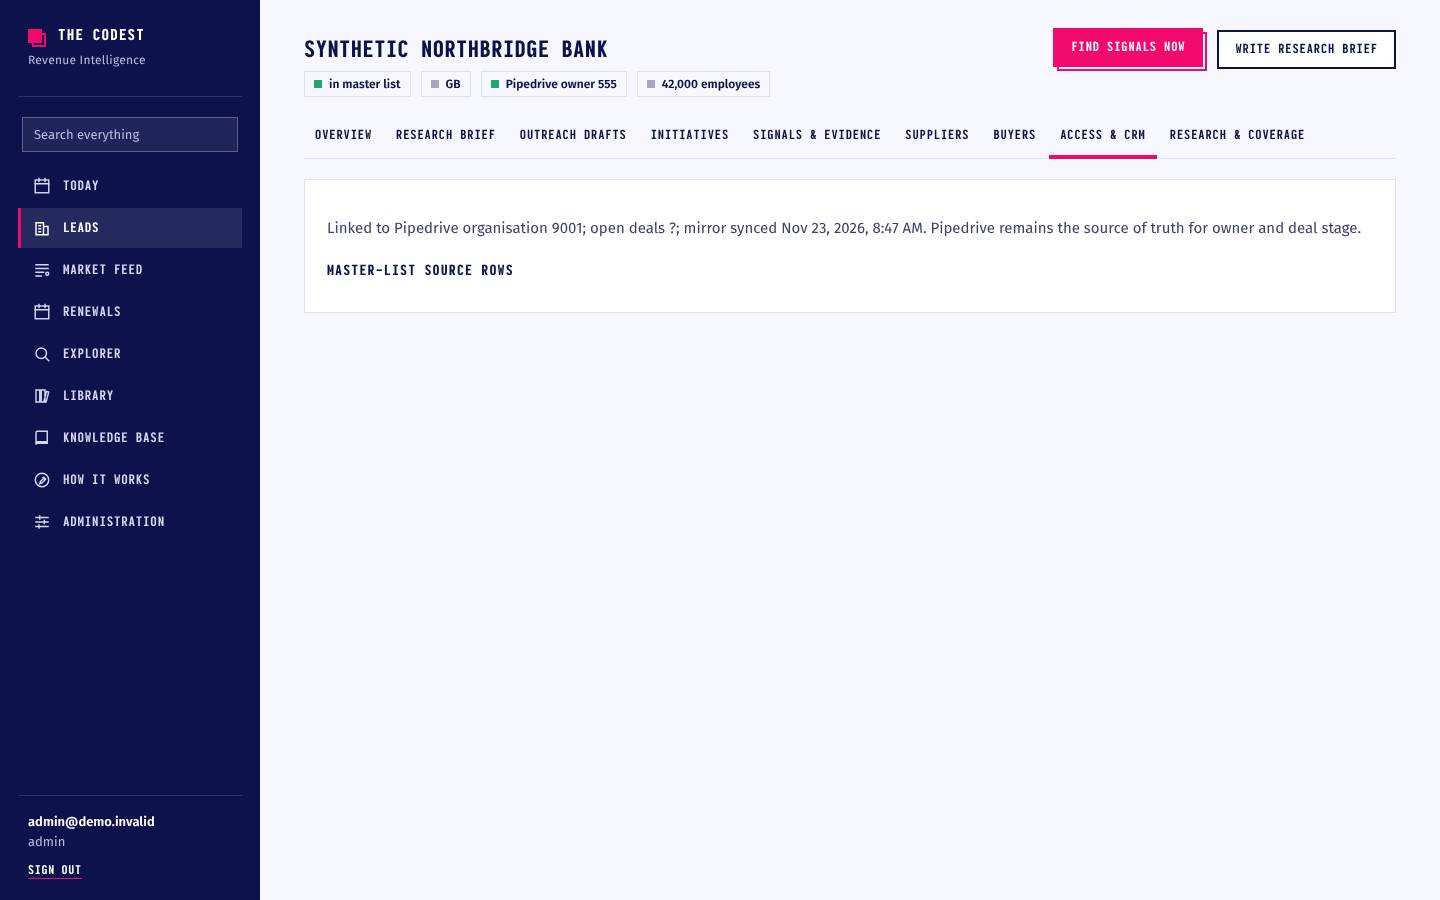 THE CODEST
Revenue Intelligence
Search everything
TODAY
LEADS
MARKET FEED
RENEWALS
EXPLORER
LIBRARY
KNOWLEDGE BASE
HOW IT WORKS
ADMINISTRATION
admin@demo.invalid
admin
SIGN OUT
SYNTHETIC NORTHBRIDGE BANK
FIND SIGNALS NOW
WRITE RESEARCH BRIEF
in master list
GB
Pipedrive owner 555
42,000 employees
OVERVIEW
RESEARCH BRIEF
OUTREACH DRAFTS
INITIATIVES
SIGNALS & EVIDENCE
SUPPLIERS
BUYERS
ACCESS & CRM
RESEARCH & COVERAGE
Linked to Pipedrive organisation 9001; open deals ?; mirror synced Nov 23, 2026, 8:47 AM. Pipedrive remains the source of truth for owner and deal stage.
MASTER-LIST SOURCE ROWS